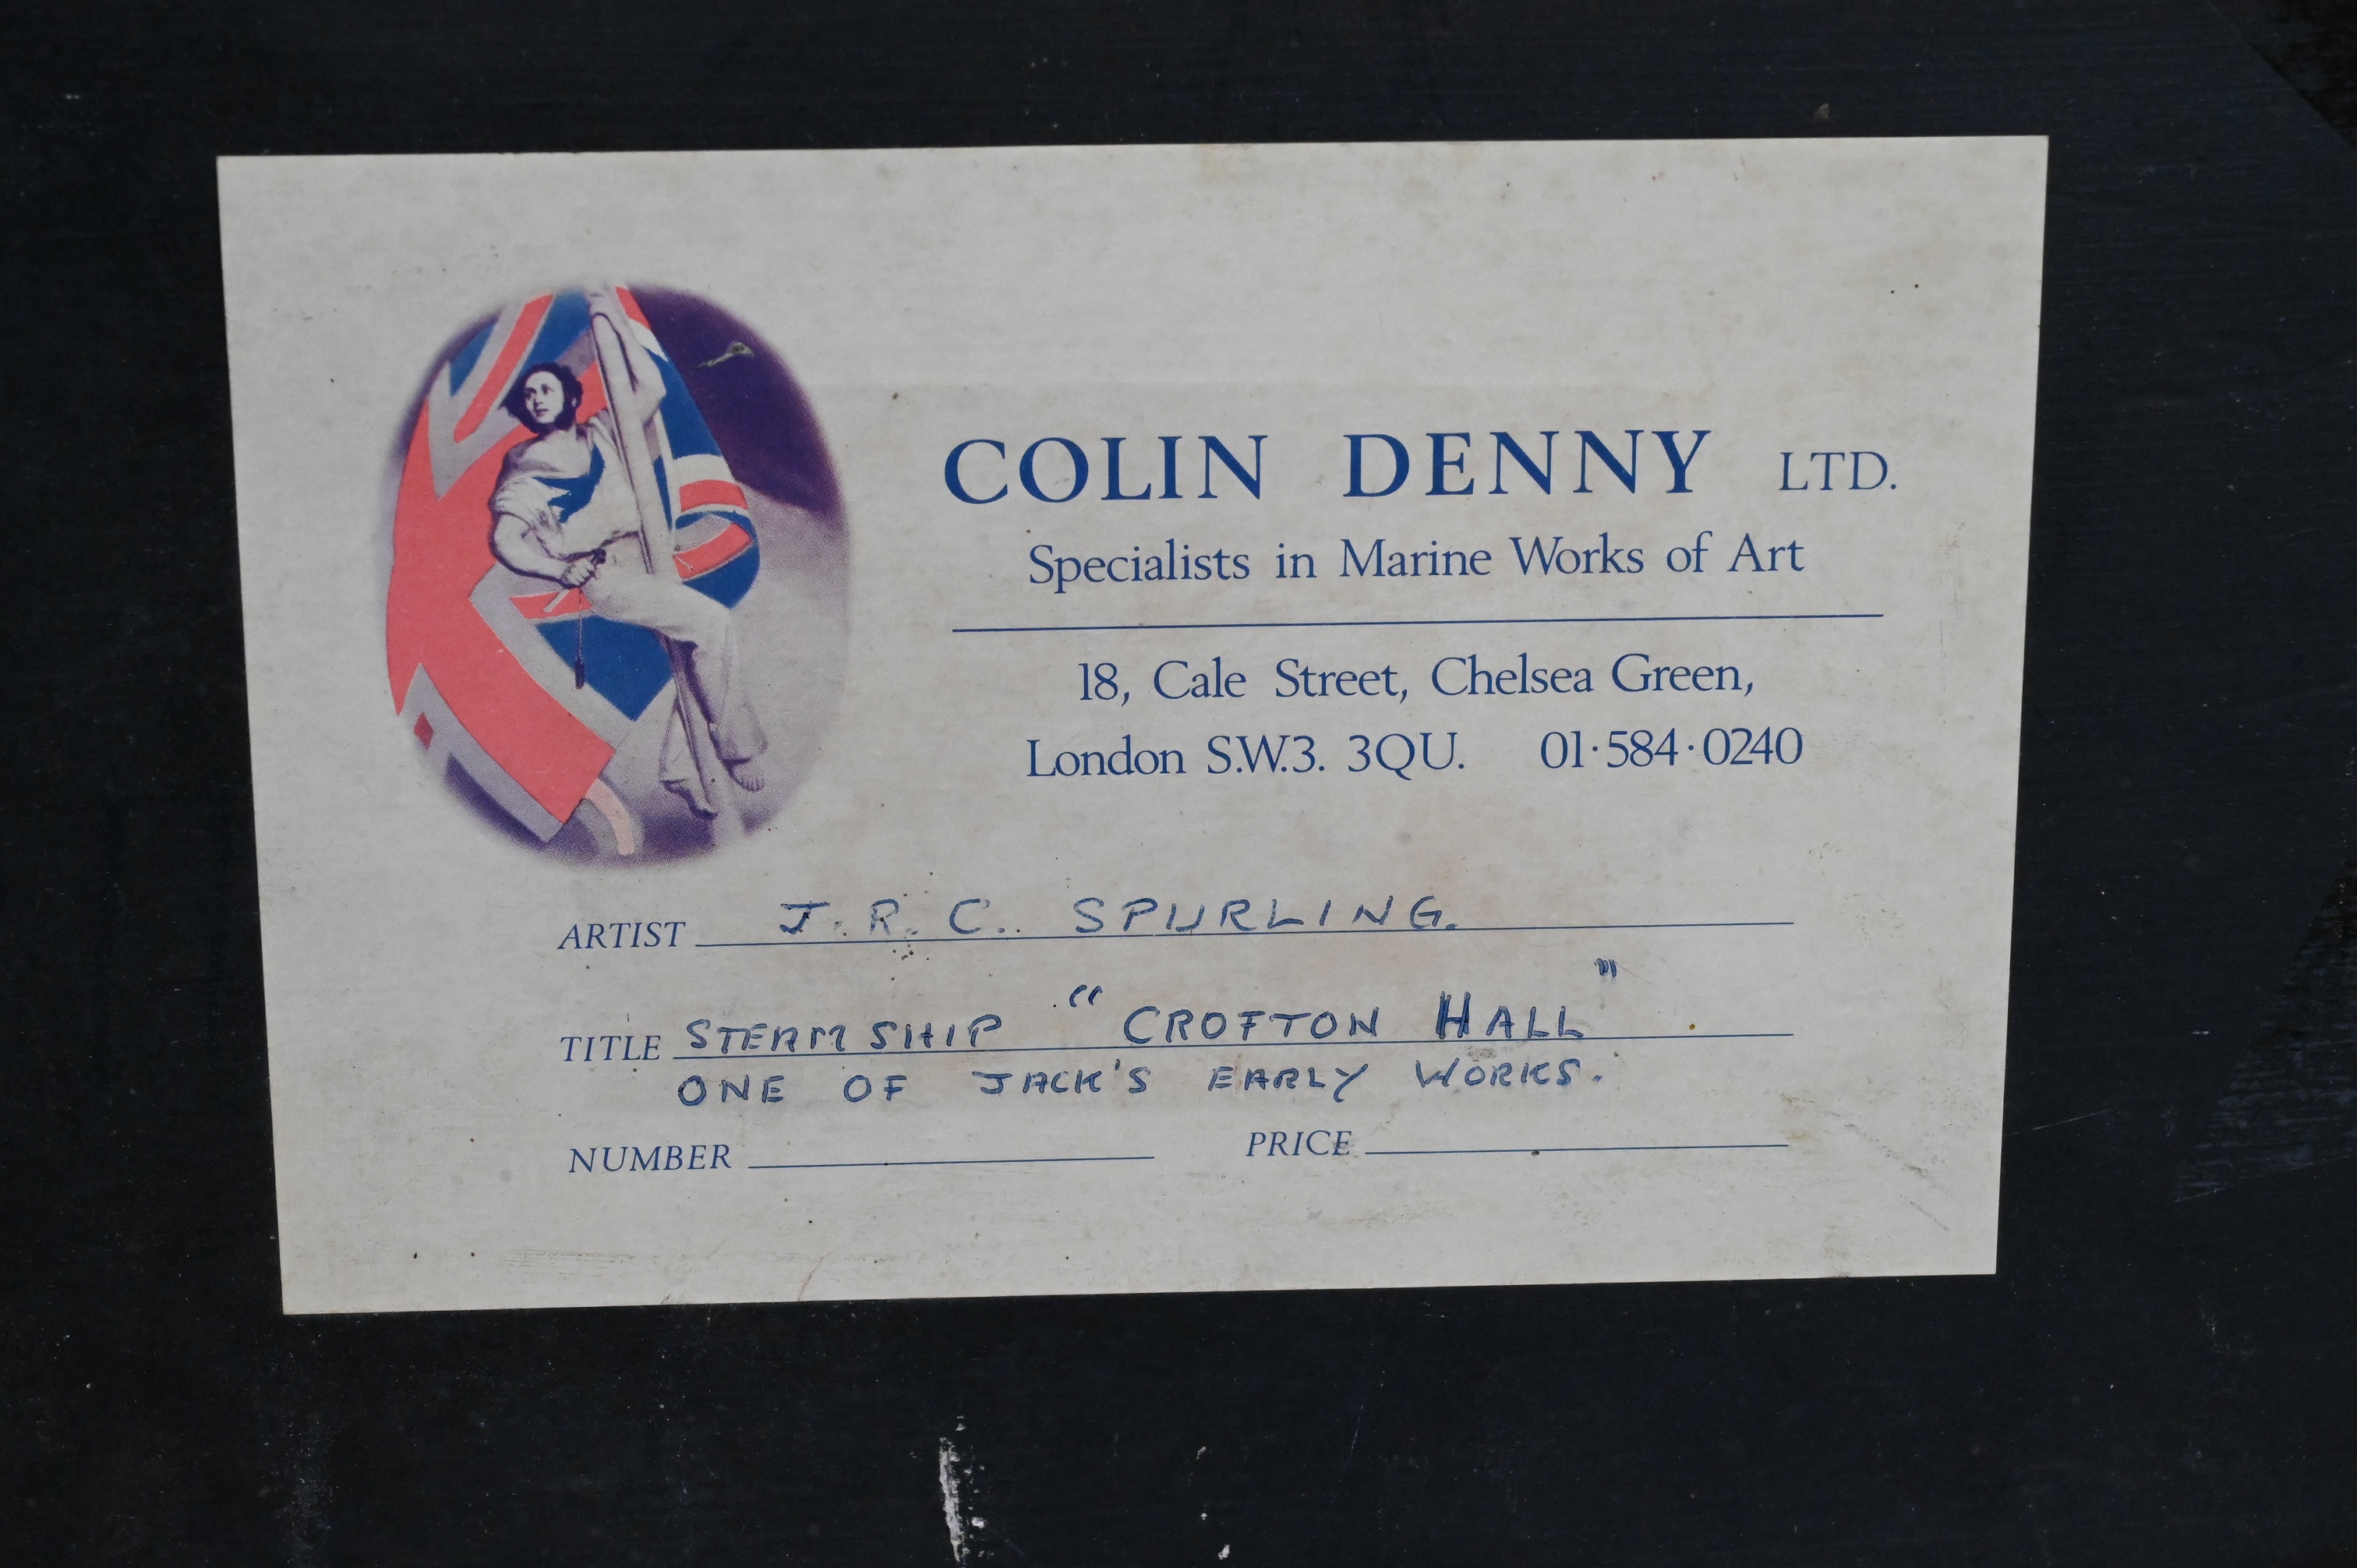 COLIN DENNY LTD.
Specialists in Marine Works of Art
18, Cale Street, Chelsea Green,
London S.W.3. 3QU. 01·584·0240
ARTIST J. R. C. SPURLING.
TITLE STEAMSHIP "CROFTON HALL"
ONE OF JACK'S EARLY WORKS.
NUMBER PRICE